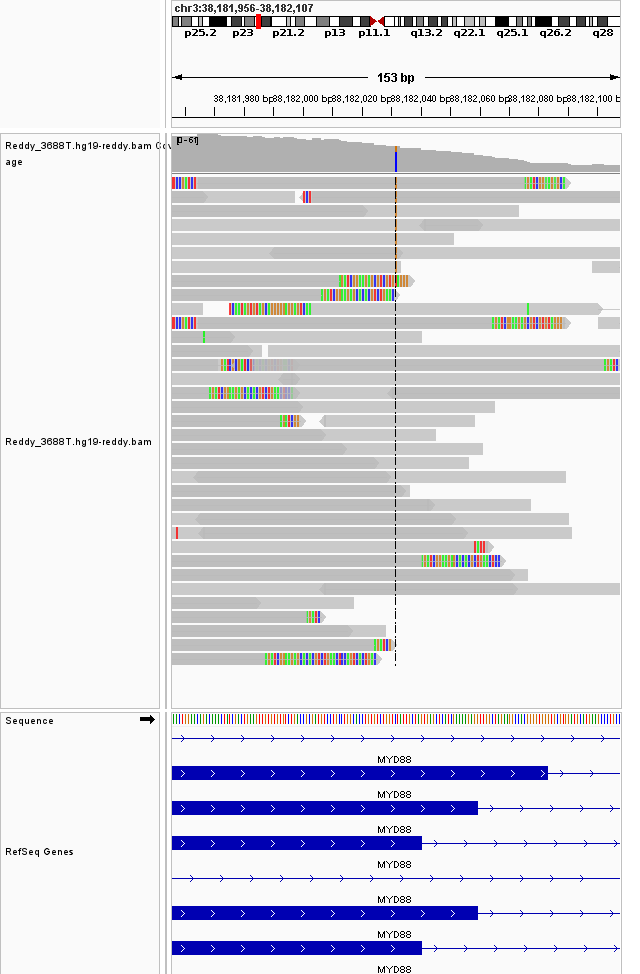 chr3:38,181,956-38,182,107
p25.2 p23 p21.2 p13 p11.1 q13.2 q22.1 q25.1 q26.2 q28
153 bp
38,181,980 bp 38,182,000 bp 38,182,020 bp 38,182,040 bp 38,182,060 bp 38,182,080 bp 38,182,100 b
Reddy_3688T.hg19-reddy.bam Cov
age
[0-61]
Reddy_3688T.hg19-reddy.bam
Sequence
MYD88
MYD88
MYD88
RefSeq Genes
MYD88
MYD88
MYD88
MYD88